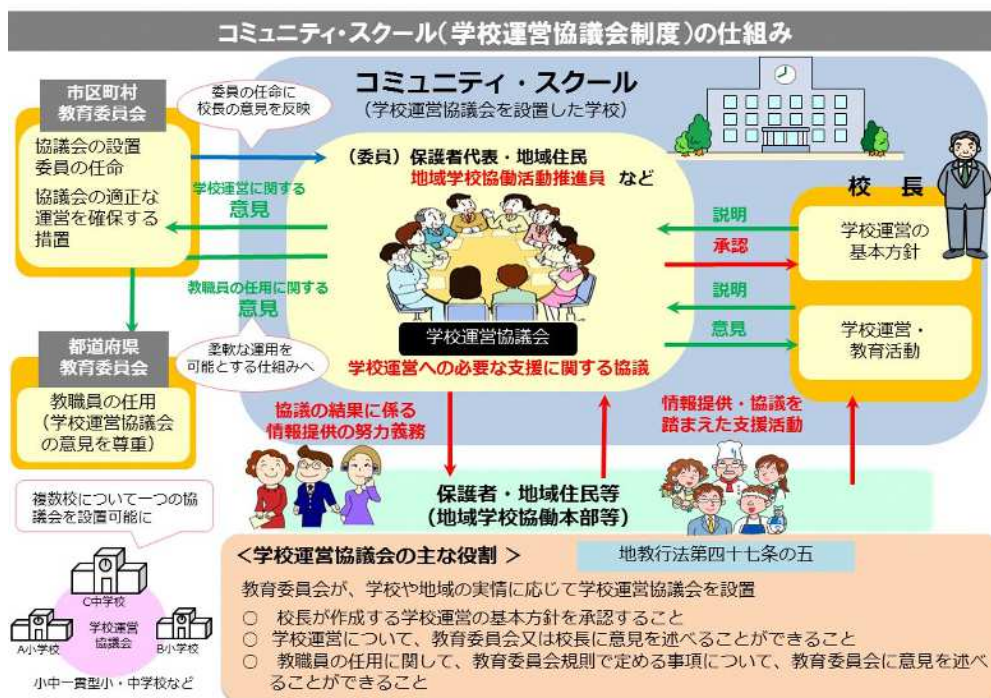 コミュニティ・スクール(学校運営協議会制度)の仕組み
市区町村
教育委員会
協議会の設置
委員の任命
協議会の適正な
運営を確保する
措置
委員の任命に
校長の意見を反映
コミュニティ・スクール
(学校運営協議会を設置した学校)
(委員)保護者代表・地域住民
地域学校協働活動推進員 など
学校運営に関する
意見
教職員の任用に関する
意見
柔軟な運用を
可能とする仕組みへ
学校運営協議会
学校運営への必要な支援に関する協議
説明
承認
説明
意見
校 長
学校運営の
基本方針
学校運営・
教育活動
都道府県
教育委員会
教職員の任用
(学校運営協議会
の意見を尊重)
協議の結果に係る
情報提供の努力義務
情報提供・協議を
踏まえた支援活動
保護者・地域住民等
(地域学校協働本部等)
複数校について一つの協
議会を設置可能に
C中学校
学校運営
協議会
A小学校
B小学校
小中一貫型小・中学校など
<学校運営協議会の主な役割 >
地教行法第四十七条の五
教育委員会が、学校や地域の実情に応じて学校運営協議会を設置
○ 校長が作成する学校運営の基本方針を承認すること
○ 学校運営について、教育委員会又は校長に意見を述べることができること
○ 教職員の任用に関して、教育委員会規則で定める事項について、教育委員会に意見を述べ
ることができること